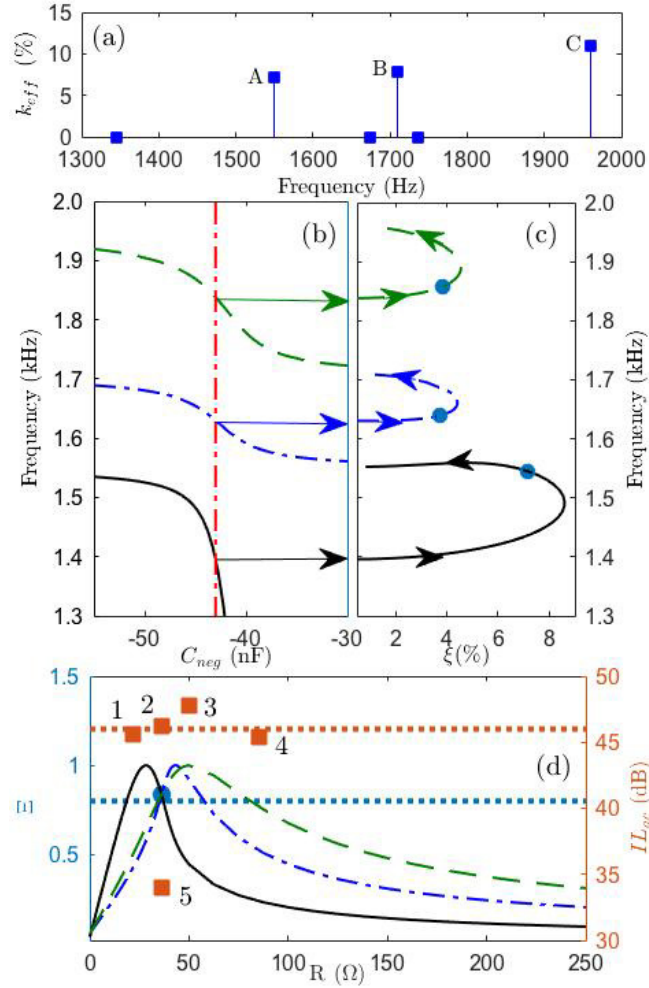 (a)
k_{eff} (%)
15
10
5
0
A
B
C
1300 1400 1500 1600 1700 1800 1900 2000
Frequency (Hz)
(b)
Frequency (kHz)
2.0
1.9
1.8
1.7
1.6
1.5
1.4
1.3
-50 -40 -30
C_{neg} (nF)
(c)
2 4 6 8
ξ(%)
2.0
1.9
1.8
1.7
1.6
1.5
1.4
1.3
Frequency (kHz)
(d)
Ξ
1.5
1
0.5
1
2
3
4
5
50
45
40
35
30
(dB)
0 50 100 150 200 250
R (Ω)